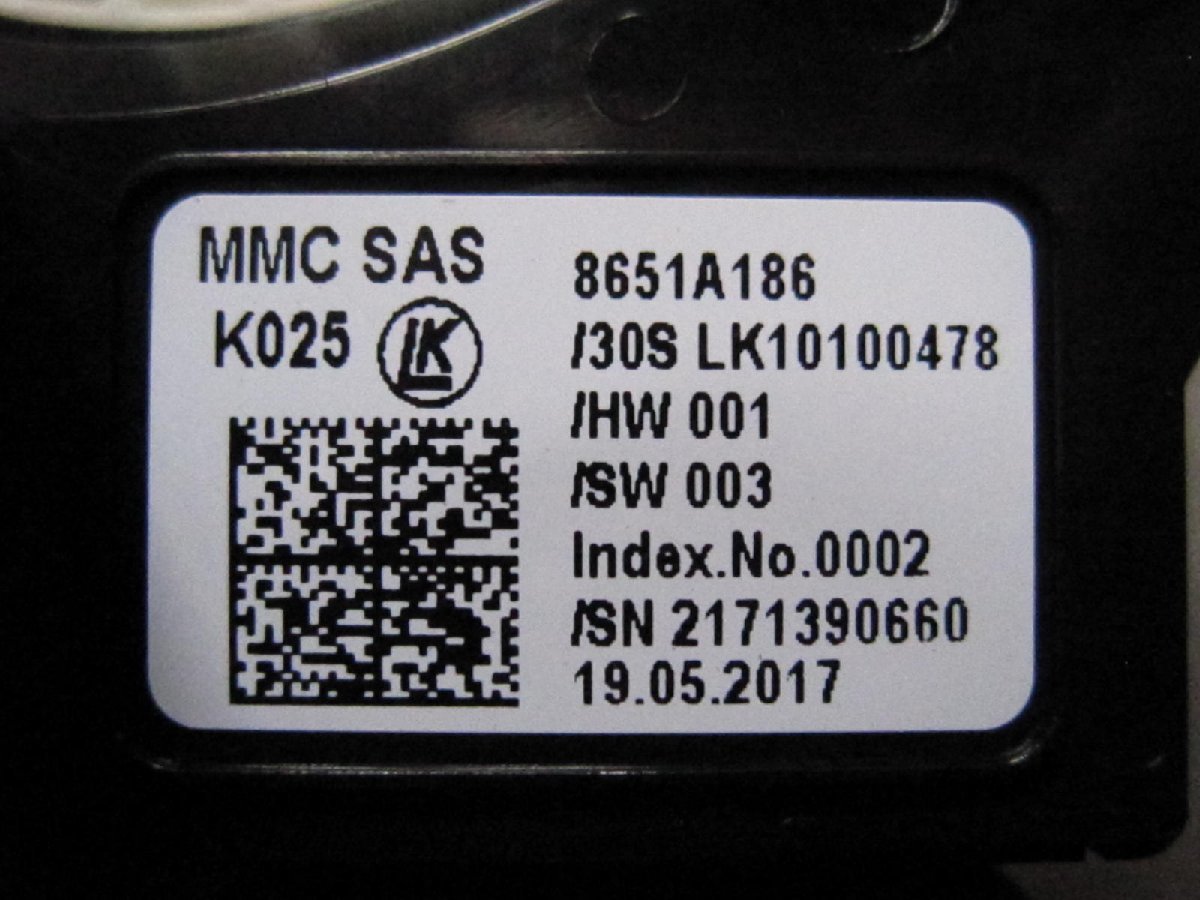 MMC SAS
K025 LK
8651A186
/30S LK10100478
/HW 001
/SW 003
Index.No.0002
/SN 2171390660
19.05.2017